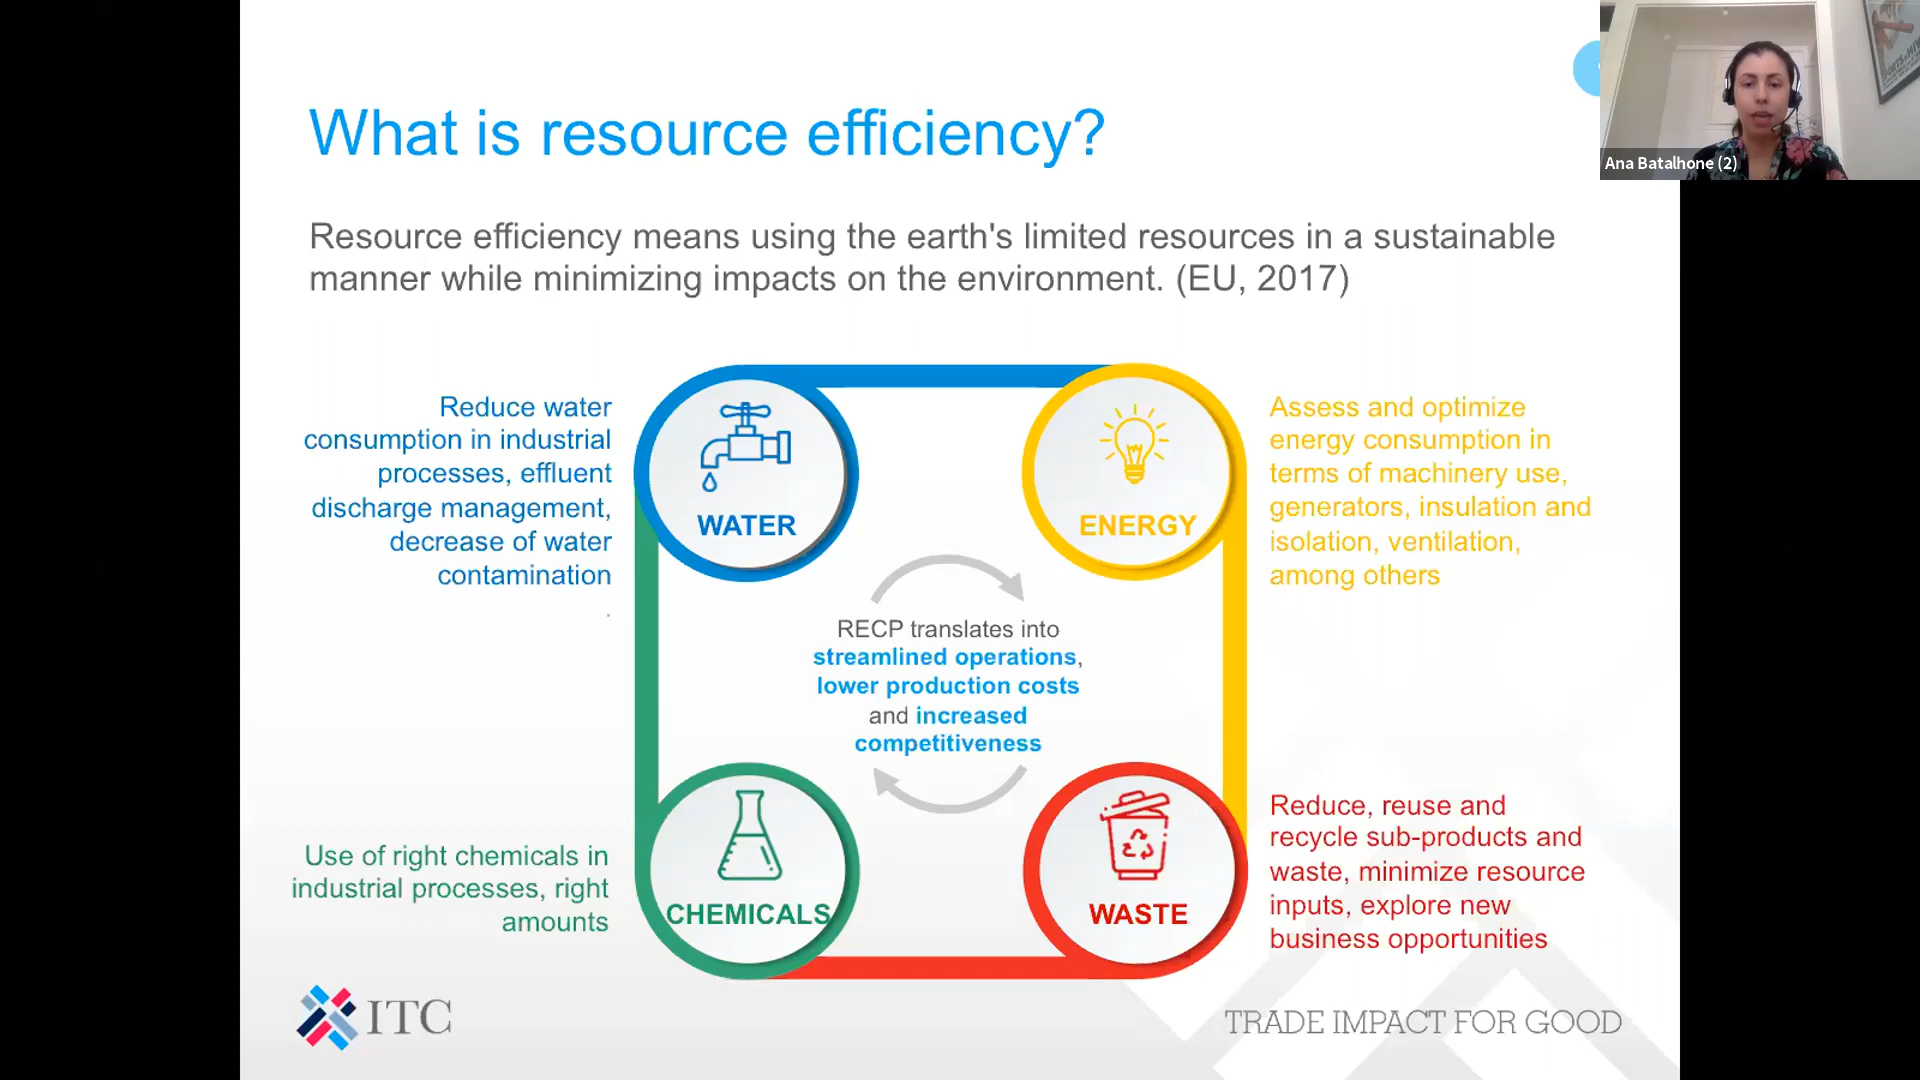 What is resource efficiency?
Ana Batalhone (2)
Resource efficiency means using the earth's limited resources in a sustainable
manner while minimizing impacts on the environment. (EU, 2017)
Reduce water
consumption in industrial
processes, effluent
discharge management,
decrease of water
contamination
.
WATER
ENERGY
Assess and optimize
energy consumption in
terms of machinery use,
generators, insulation and
isolation, ventilation,
among others
RECP translates into
streamlined operations,
lower production costs
and increased
competitiveness
Use of right chemicals in
industrial processes, right
amounts
CHEMICALS
WASTE
Reduce, reuse and
recycle sub-products and
waste, minimize resource
inputs, explore new
business opportunities
ITC
TRADE IMPACT FOR GOOD